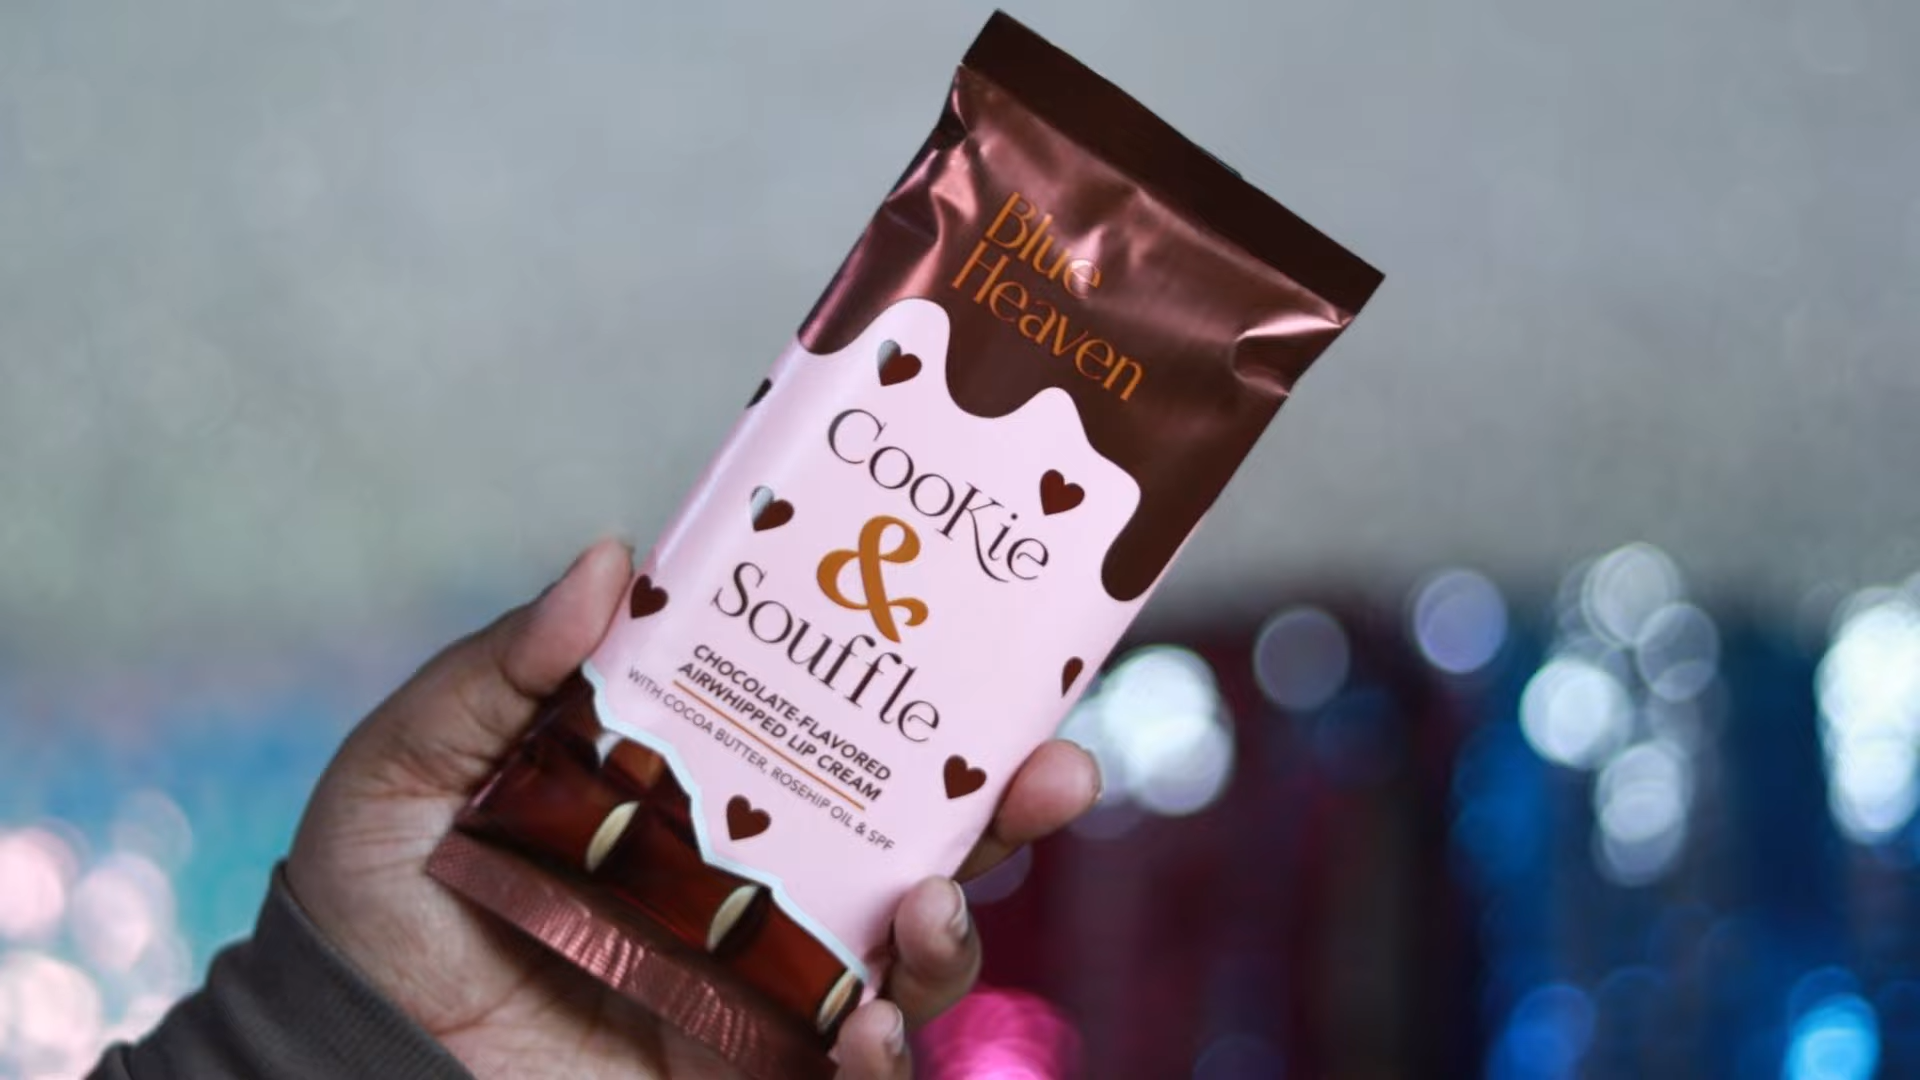 Blue
Heaven
Cookie
&
Souffle
CHOCOLATE-FLAVORED
AIRWHIPPED LIP CREAM
WITH COCOA BUTTER, ROSEHIP OIL & SPF